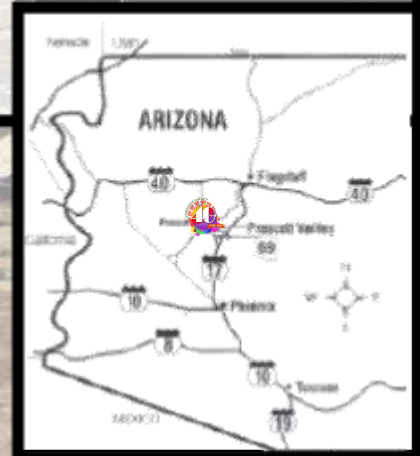 Nevada Utah
ARIZONA
40
Flagstaff
40
Prescott Valley
69
California
17
N
W E
S
10
Phoenix
8
10
Tucson
19
MEXICO